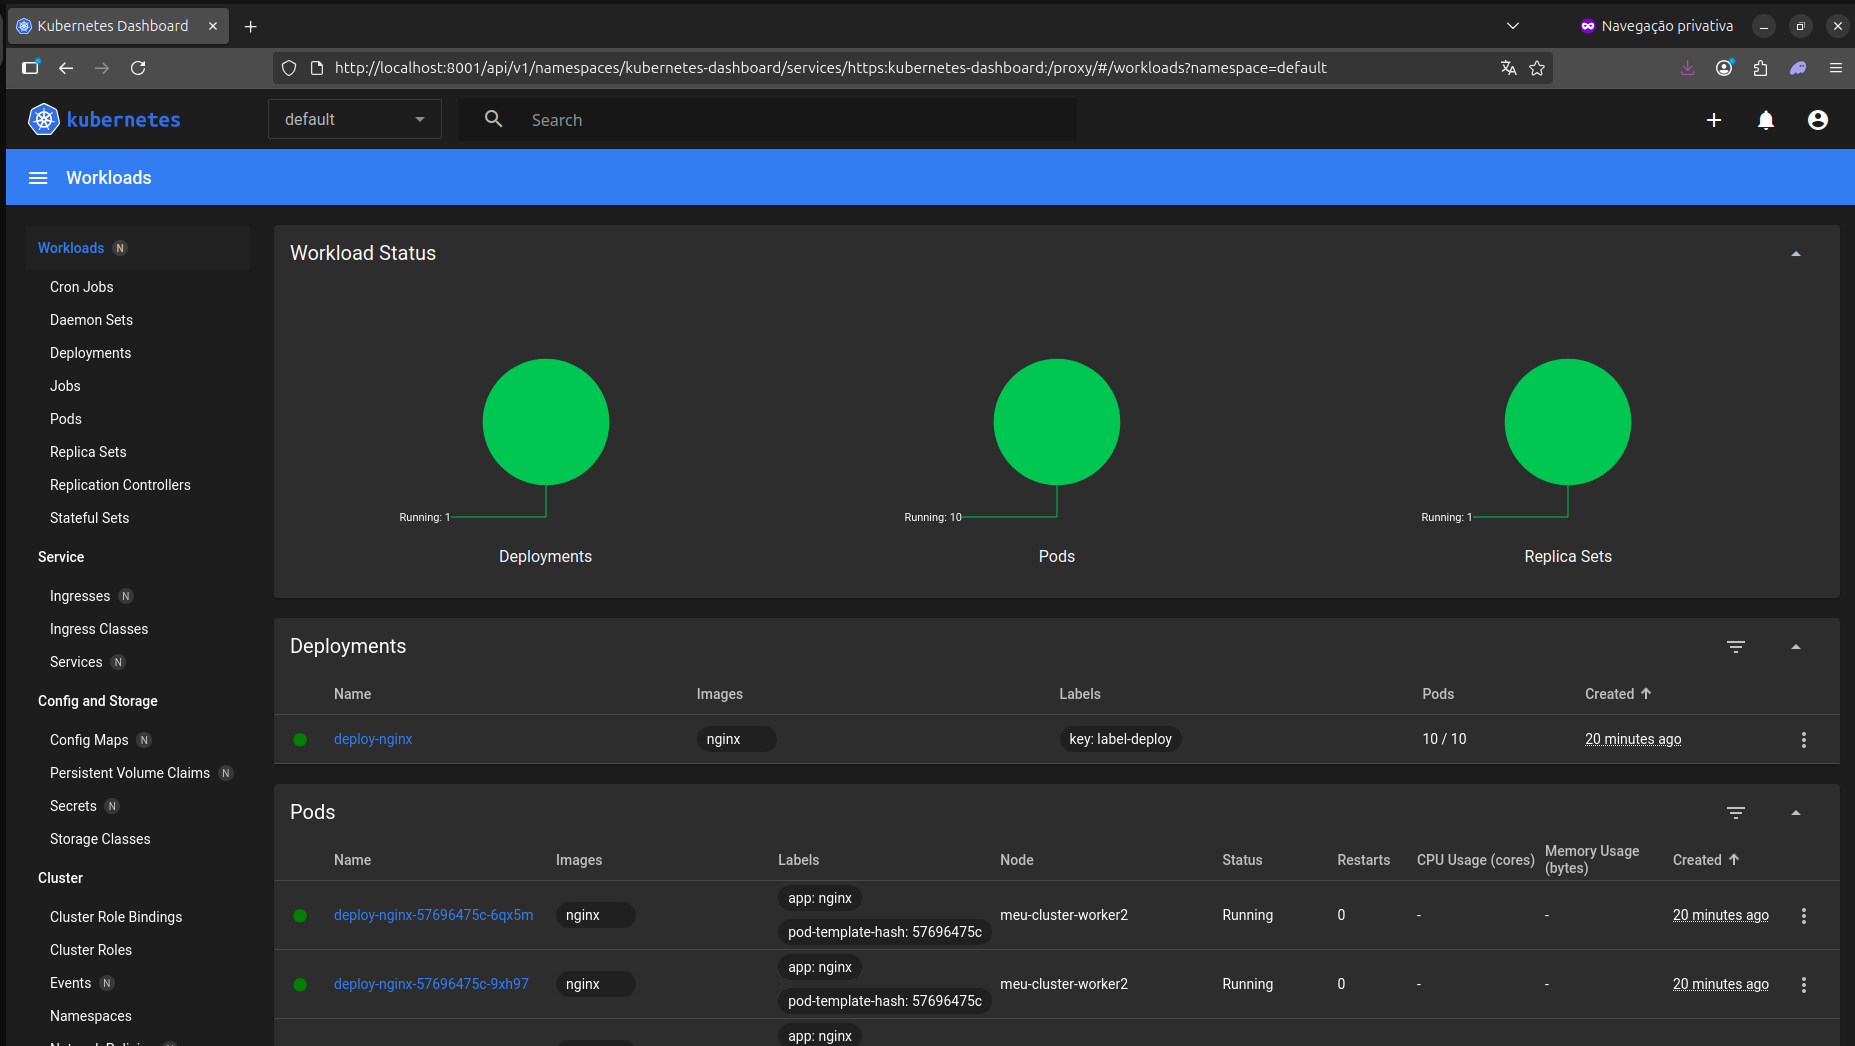 Kubernetes Dashboard
Navegação privativa
http://localhost:8001/api/v1/namespaces/kubernetes-dashboard/services/https:kubernetes-dashboard:/proxy/#/workloads?namespace=default
kubernetes
default
Search
Workloads
Workloads N
Cron Jobs
Daemon Sets
Deployments
Jobs
Pods
Replica Sets
Replication Controllers
Stateful Sets
Service
Ingresses N
Ingress Classes
Services N
Config and Storage
Config Maps N
Persistent Volume Claims N
Secrets N
Storage Classes
Cluster
Cluster Role Bindings
Cluster Roles
Events N
Namespaces
Workload Status
Running: 1
Deployments
Running: 10
Pods
Running: 1
Replica Sets
Deployments
Name Images Labels Pods Created
deploy-nginx nginx key: label-deploy 10 / 10 20 minutes ago
Pods
Name Images Labels Node Status Restarts CPU Usage (cores) Memory Usage (bytes) Created
deploy-nginx-57696475c-6qx5m nginx app: nginx pod-template-hash: 57696475c meu-cluster-worker2 Running 0 - - 20 minutes ago
deploy-nginx-57696475c-9xh97 nginx app: nginx pod-template-hash: 57696475c meu-cluster-worker2 Running 0 - - 20 minutes ago
app: nginx